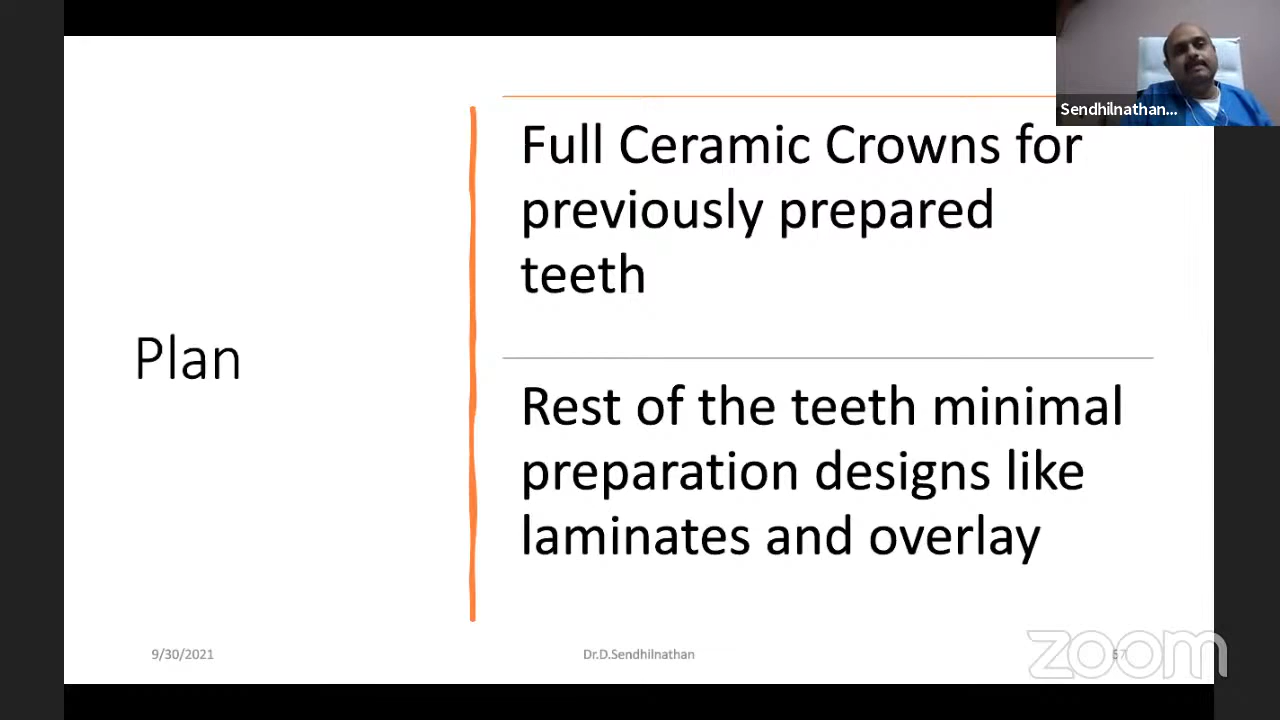 Sendhilnathan...
Full Ceramic Crowns for
previously prepared
teeth
Plan
Rest of the teeth minimal
preparation designs like
laminates and overlay
9/30/2021
Dr.D.Sendhilnathan
67
zoom